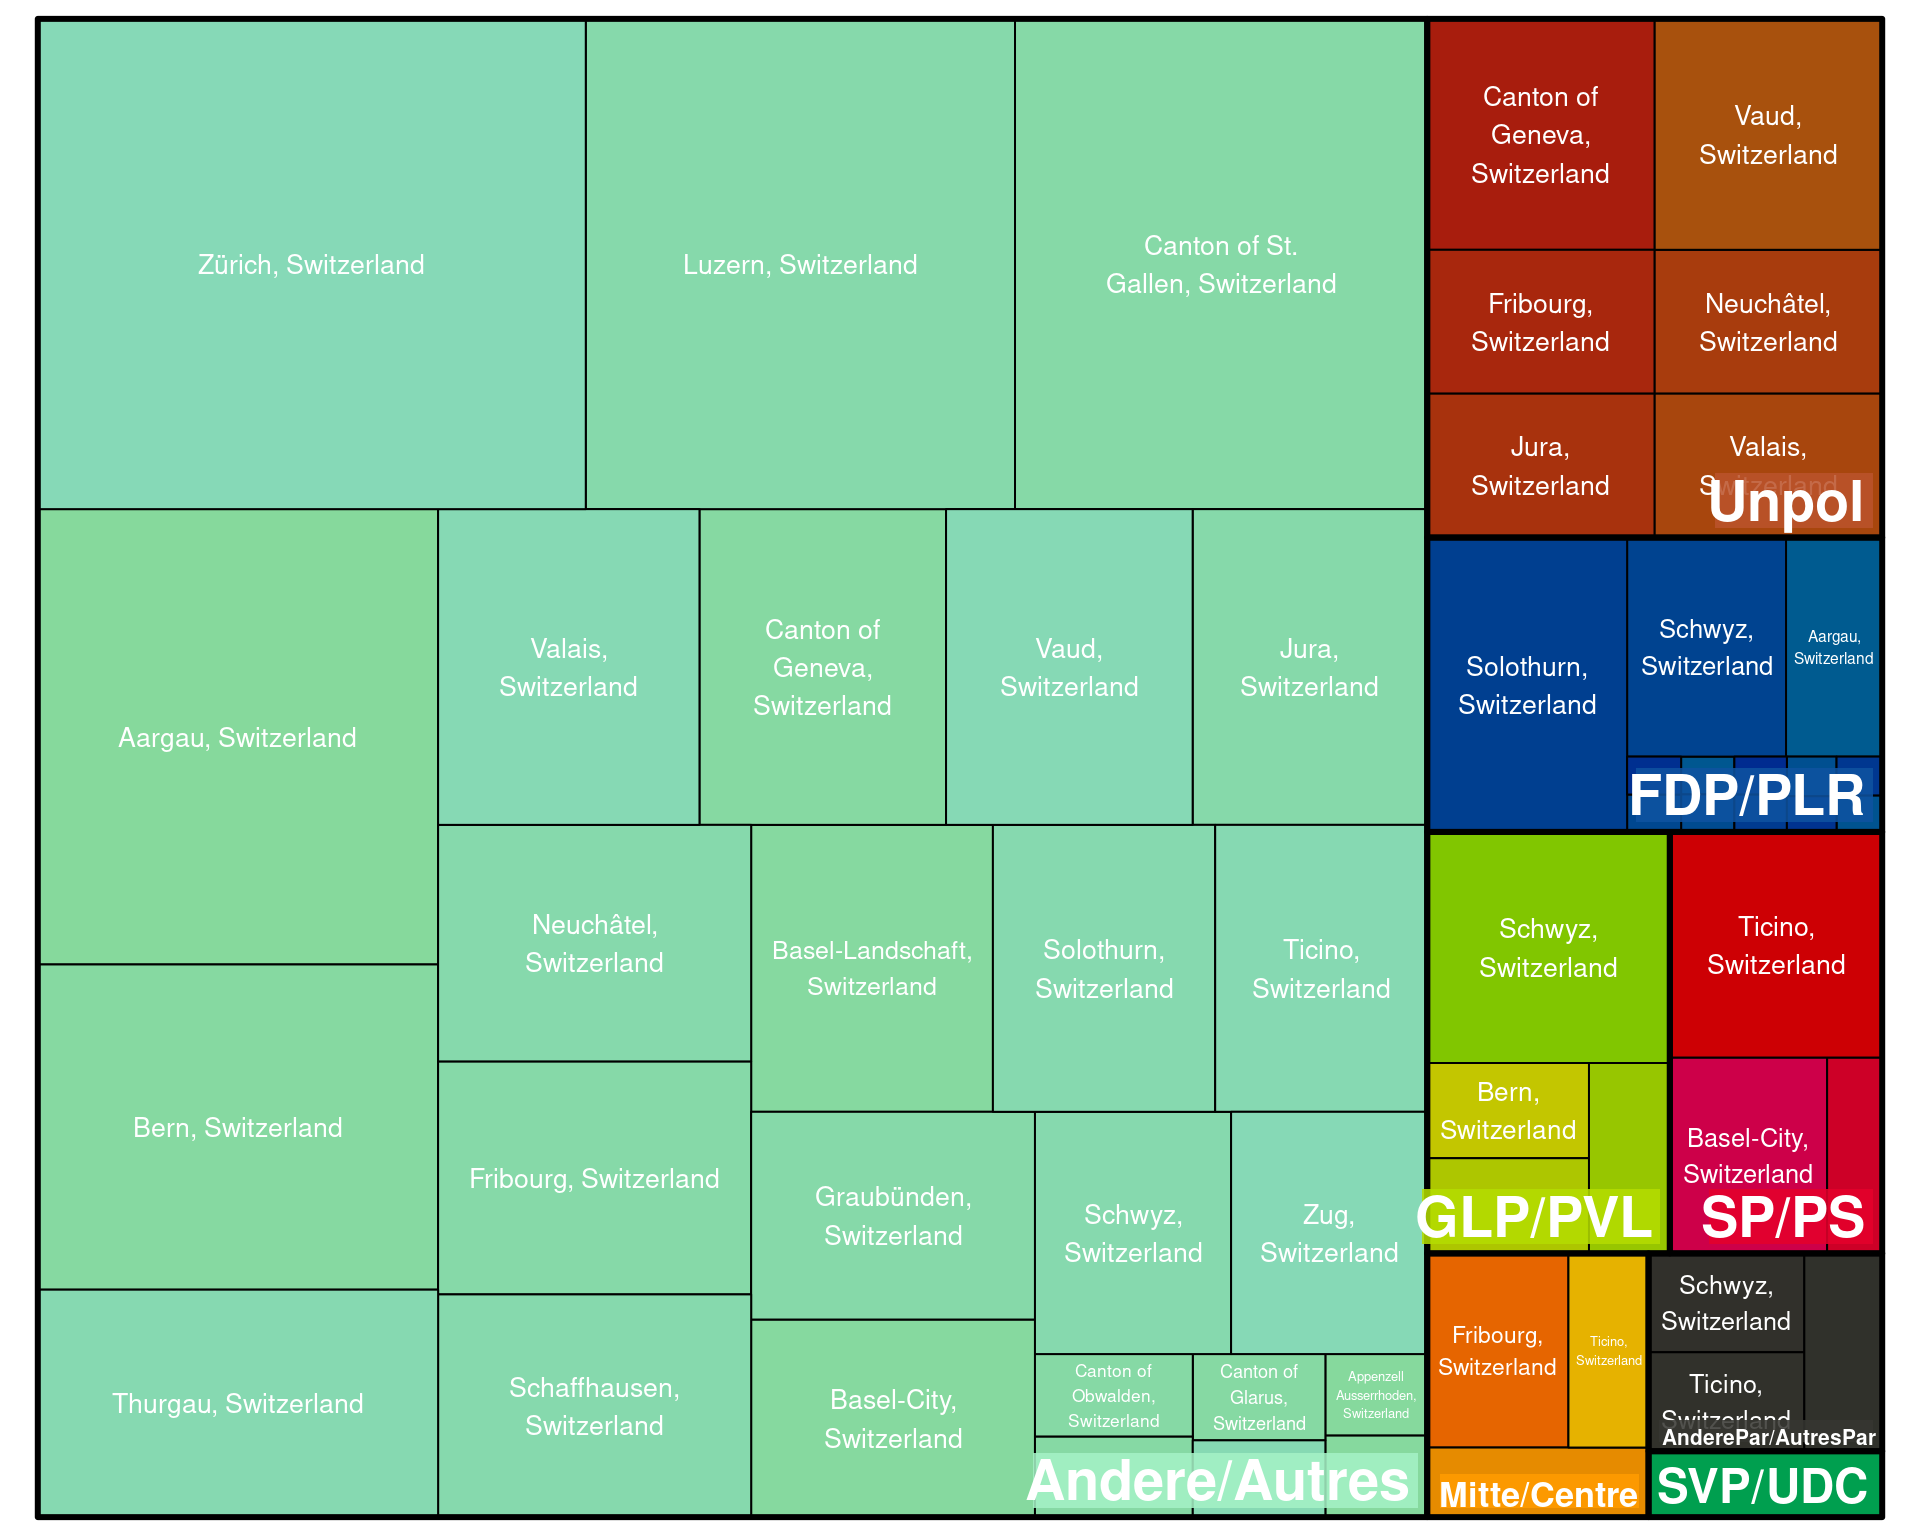 Zürich, Switzerland
Luzern, Switzerland
Canton of St.
Gallen, Switzerland
Aargau, Switzerland
Valais,
Switzerland
Canton of
Geneva,
Switzerland
Vaud,
Switzerland
Jura,
Switzerland
Bern, Switzerland
Neuchâtel,
Switzerland
Basel-Landschaft,
Switzerland
Solothurn,
Switzerland
Ticino,
Switzerland
Fribourg, Switzerland
Graubünden,
Switzerland
Schwyz,
Switzerland
Zug,
Switzerland
Thurgau, Switzerland
Schaffhausen,
Switzerland
Basel-City,
Switzerland
Canton of
Obwalden,
Switzerland
Canton of
Glarus,
Switzerland
Appenzell
Ausserrhoden,
Switzerland
Andere/Autres
Canton of
Geneva,
Switzerland
Vaud,
Switzerland
Fribourg,
Switzerland
Neuchâtel,
Switzerland
Jura,
Switzerland
Valais,
Switzerland
Unpol
Solothurn,
Switzerland
Schwyz,
Switzerland
Aargau,
Switzerland
FDP/PLR
Schwyz,
Switzerland
Bern,
Switzerland
GLP/PVL
Ticino,
Switzerland
Basel-City,
Switzerland
SP/PS
Fribourg,
Switzerland
Ticino,
Switzerland
Mitte/Centre
Schwyz,
Switzerland
Ticino,
Switzerland
AnderePar/AutresPar
SVP/UDC